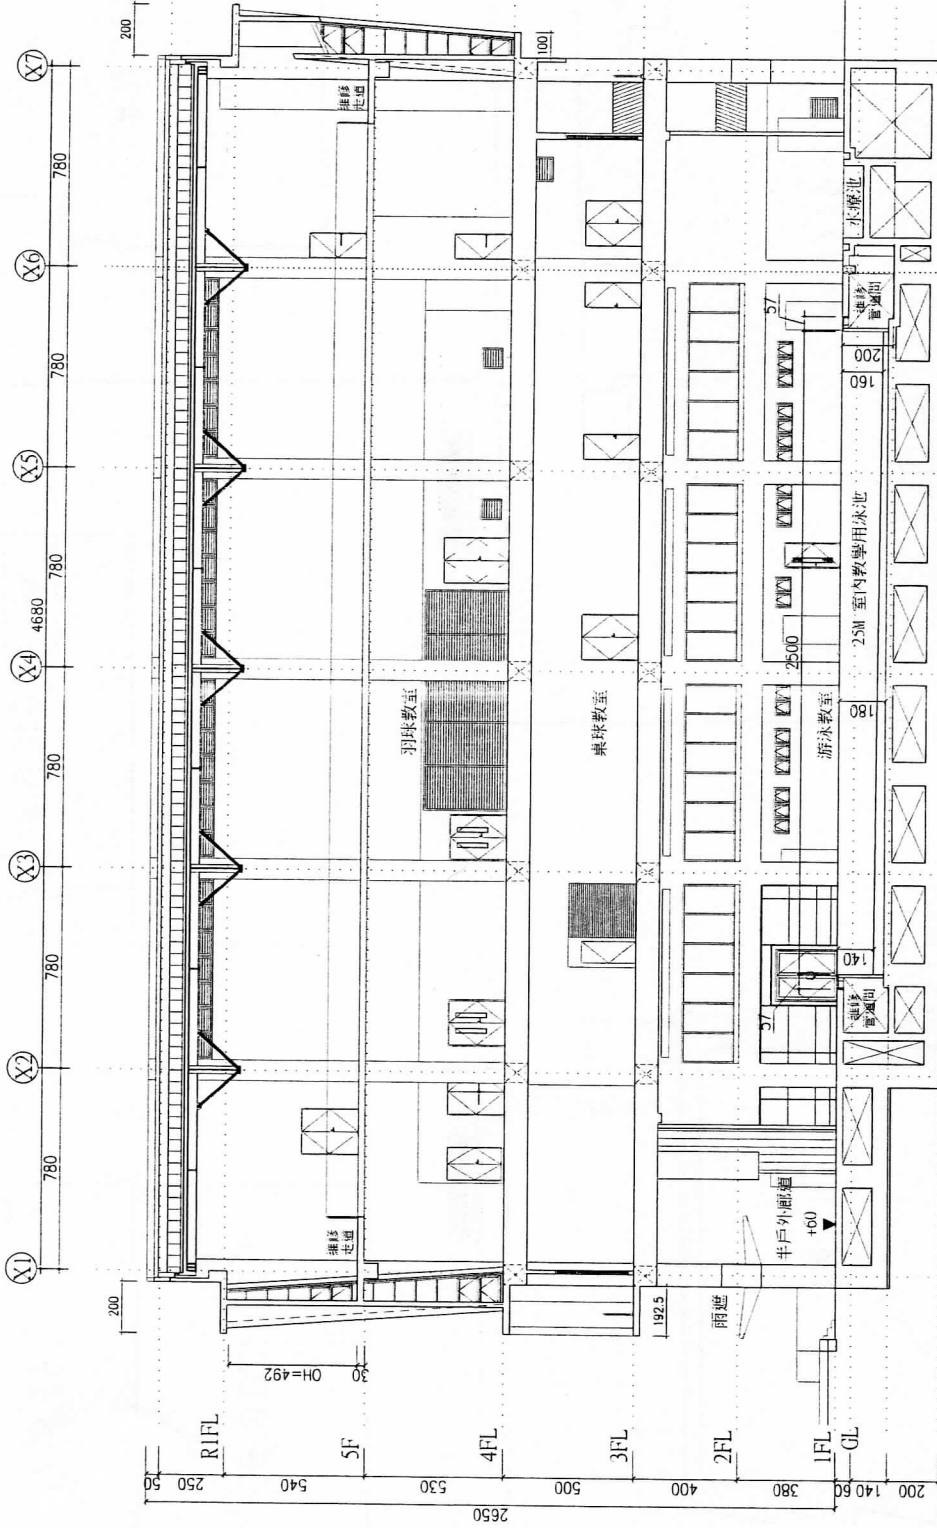 X1
X2
X3
X4
X5
X6
X7
780
780
780
780
780
780
4680
200
200
100
維修
走道
維修
走道
OH=492
30
羽球教室
桌球教室
192.5
雨遮
半戶外廊道
+60
游泳教室
25M 室內教學用泳池
2500
57
57
140
180
160
200
維修
管道間
維修
管道間
水療池
R1FL
5F
4FL
3FL
2FL
1FL
GL
50
250
540
530
500
400
380
60
140
200
2650